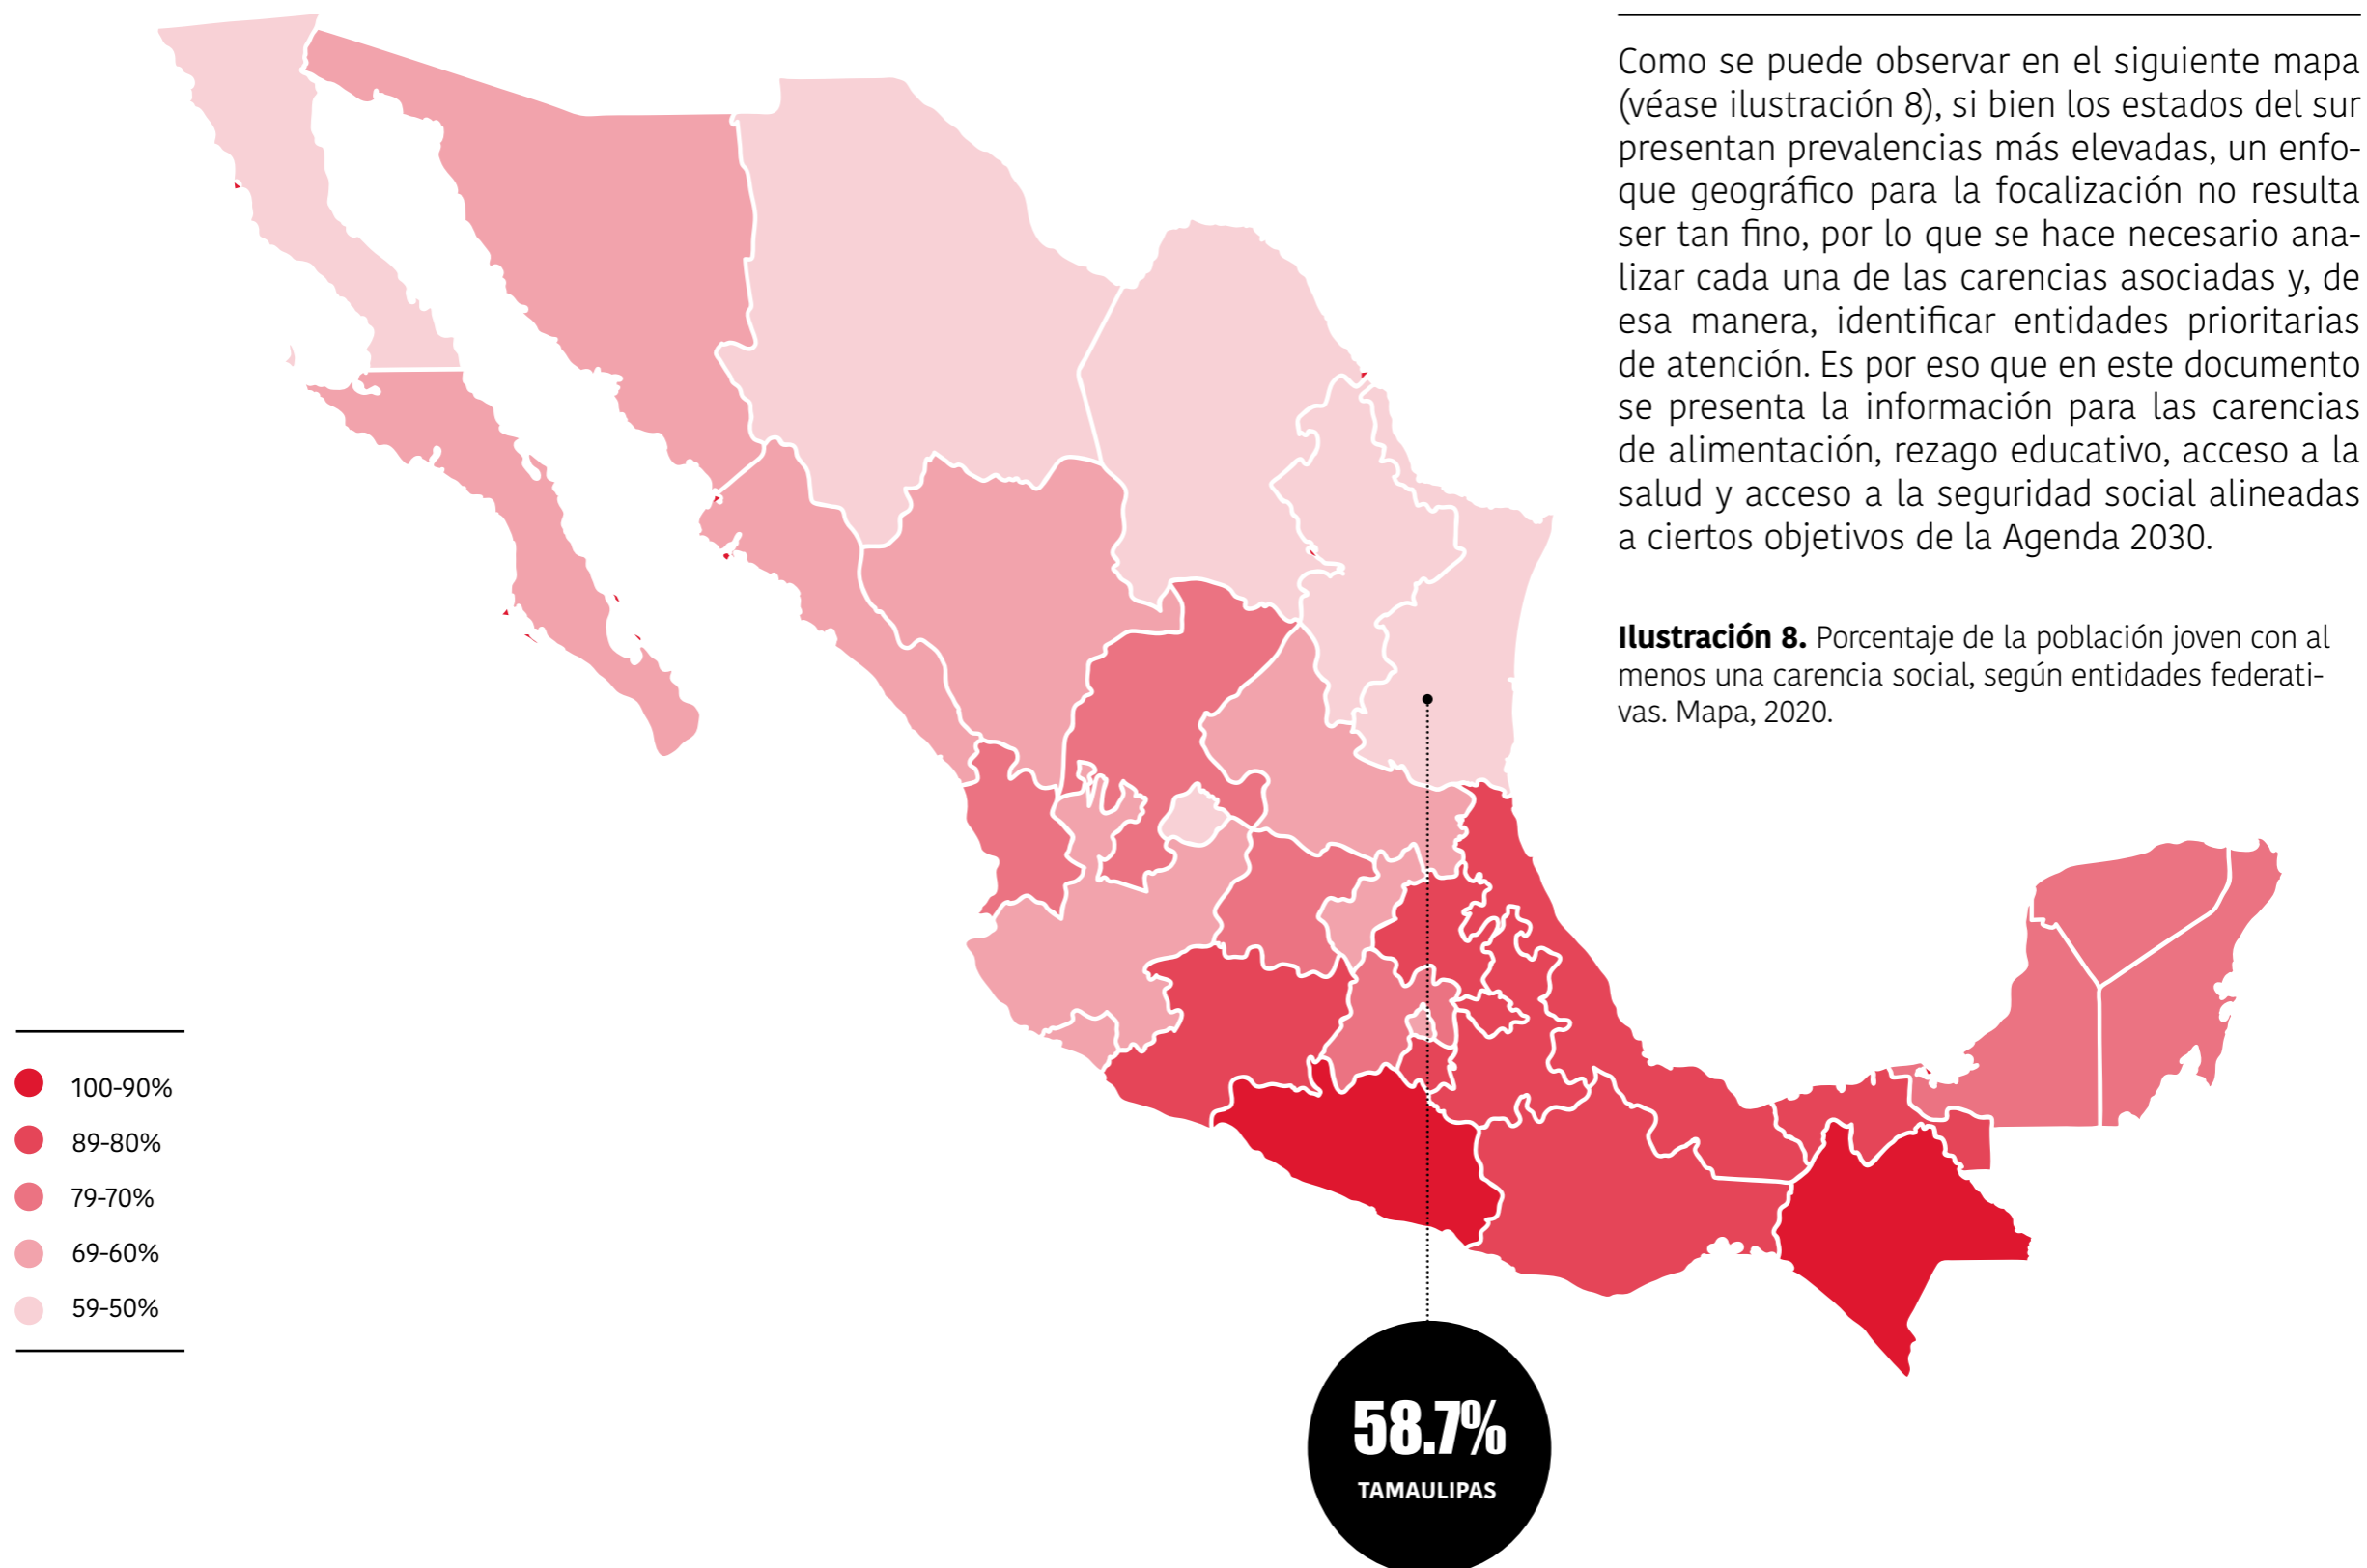 Como se puede observar en el siguiente mapa
(véase ilustración 8), si bien los estados del sur
presentan prevalencias más elevadas, un enfo-
que geográfico para la focalización no resulta
ser tan fino, por lo que se hace necesario ana-
lizar cada una de las carencias asociadas y, de
esa manera, identificar entidades prioritarias
de atención. Es por eso que en este documento
se presenta la información para las carencias
de alimentación, rezago educativo, acceso a la
salud y acceso a la seguridad social alineadas
a ciertos objetivos de la Agenda 2030.
Ilustración 8. Porcentaje de la población joven con al
menos una carencia social, según entidades federati-
vas. Mapa, 2020.
100-90%
89-80%
79-70%
69-60%
59-50%
58.7%
TAMAULIPAS